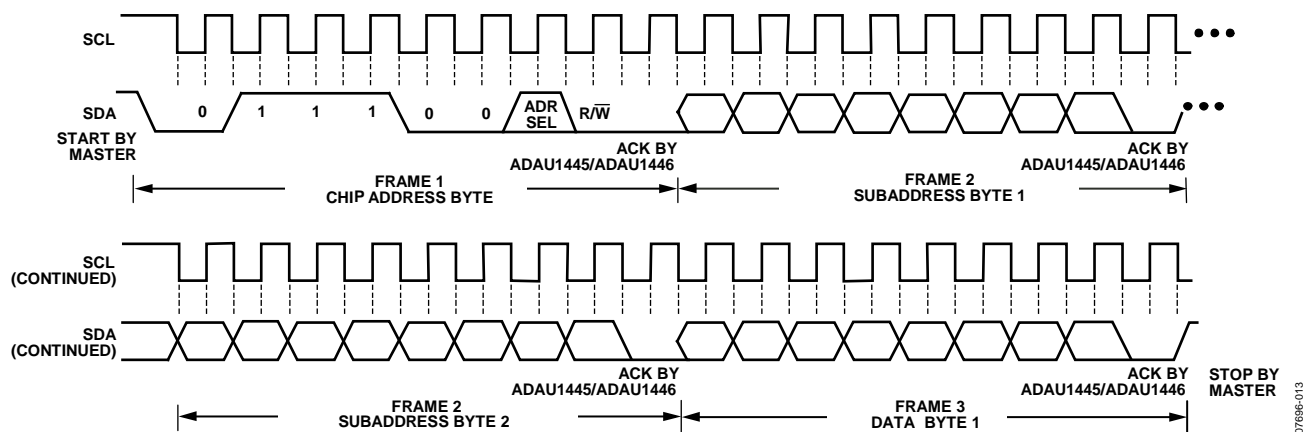 SCL
SDA
0 1 1 1 0 0 ADR SEL R/W̅
START BY
MASTER
ACK BY
ADAU1445/ADAU1446
ACK BY
ADAU1445/ADAU1446
FRAME 1
CHIP ADDRESS BYTE
FRAME 2
SUBADDRESS BYTE 1
SCL
(CONTINUED)
SDA
(CONTINUED)
ACK BY
ADAU1445/ADAU1446
ACK BY
ADAU1445/ADAU1446
STOP BY
MASTER
FRAME 2
SUBADDRESS BYTE 2
FRAME 3
DATA BYTE 1
07696-013